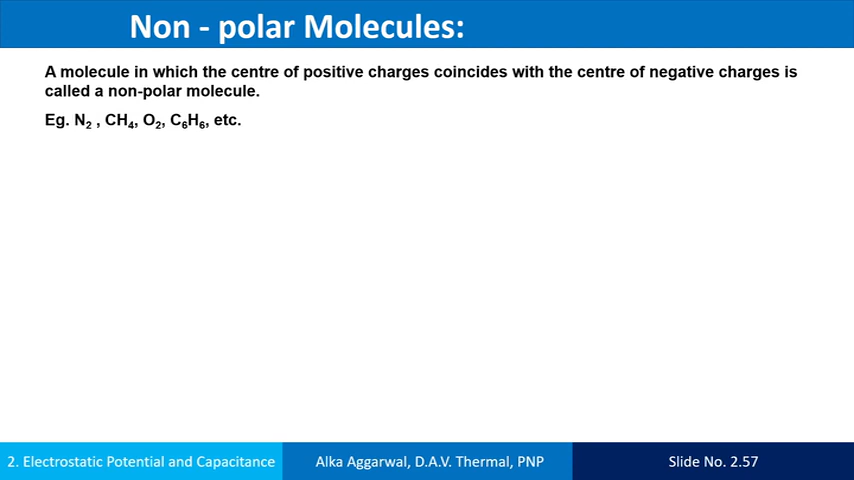 Non - polar Molecules:
A molecule in which the centre of positive charges coincides with the centre of negative charges is
called a non-polar molecule.
Eg. N₂ , CH₄, O₂, C₆H₆, etc.
2. Electrostatic Potential and Capacitance
Alka Aggarwal, D.A.V. Thermal, PNP
Slide No. 2.57